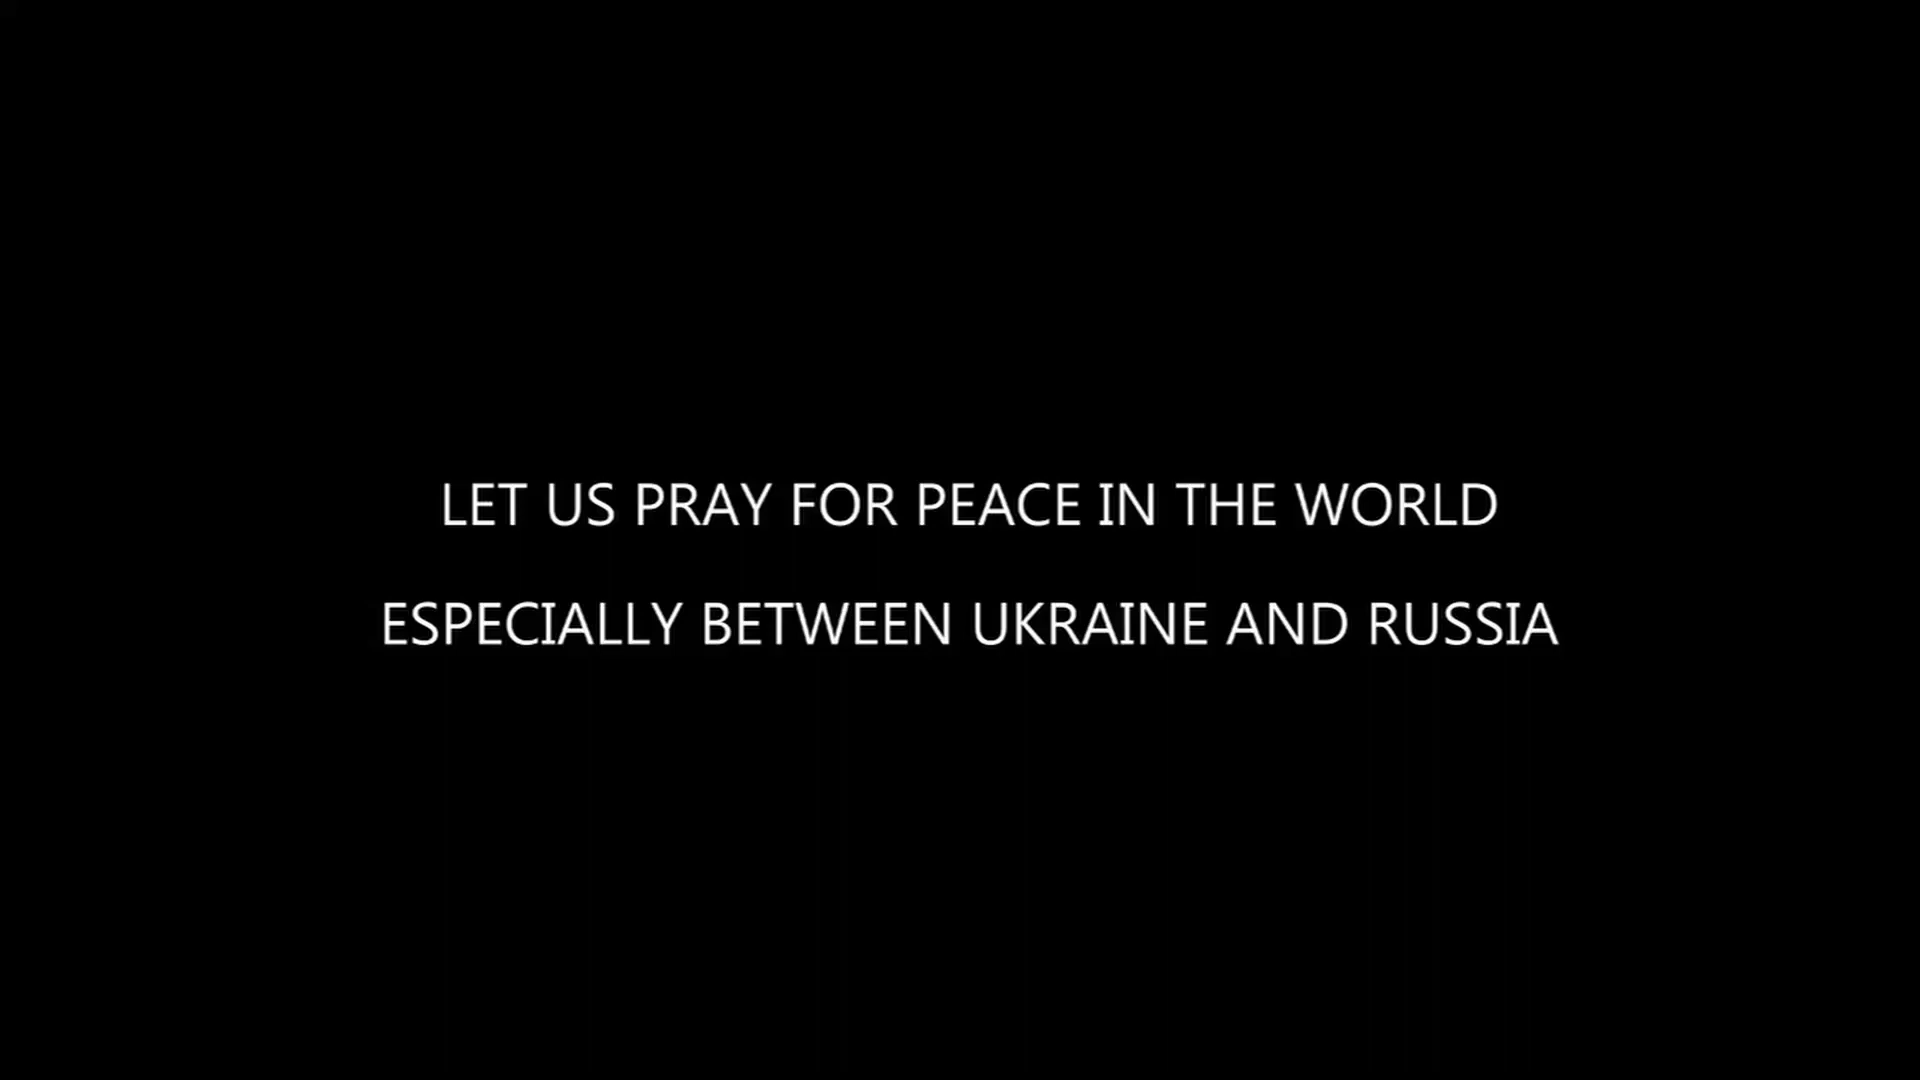 LET US PRAY FOR PEACE IN THE WORLD
ESPECIALLY BETWEEN UKRAINE AND RUSSIA